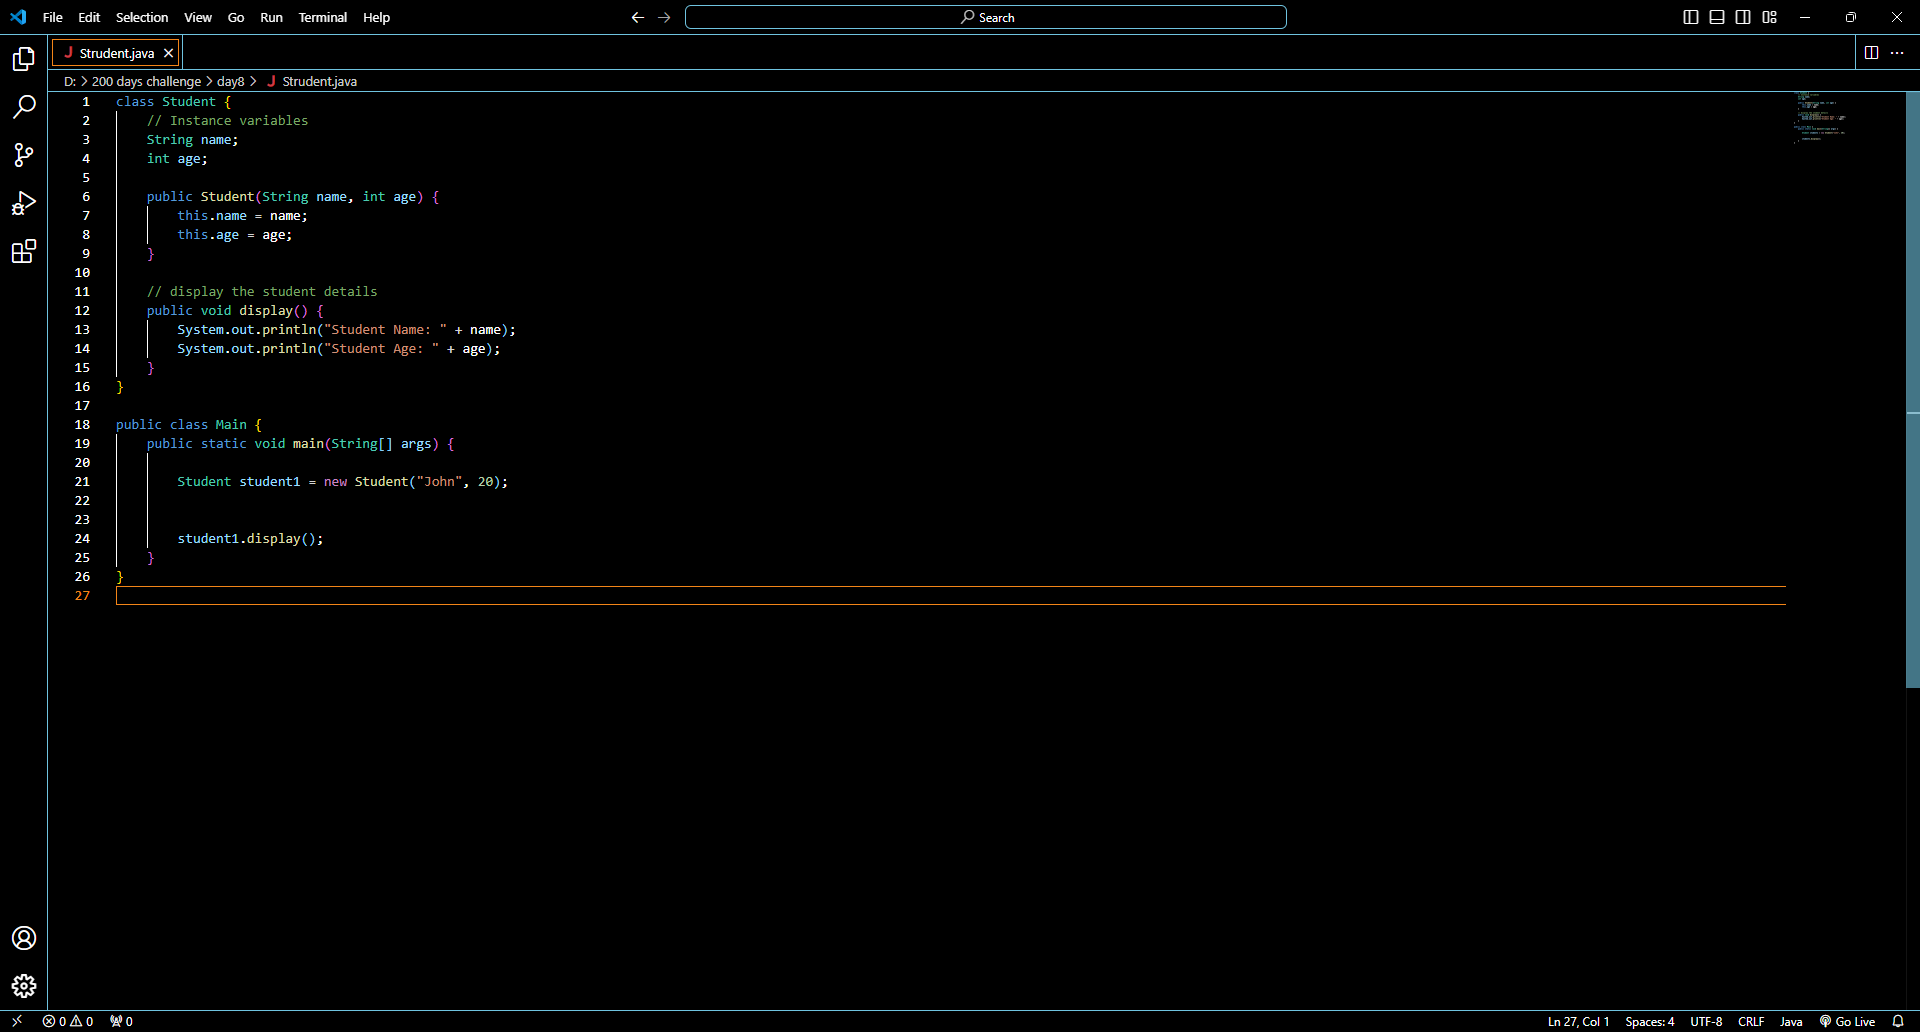 File Edit Selection View Go Run Terminal Help Search
J Strudent.java
D: > 200 days challenge > day8 > J Strudent.java
1 class Student {
2     // Instance variables
3     String name;
4     int age;
5
6     public Student(String name, int age) {
7         this.name = name;
8         this.age = age;
9     }
10
11     // display the student details
12     public void display() {
13         System.out.println("Student Name: " + name);
14         System.out.println("Student Age: " + age);
15     }
16 }
17
18 public class Main {
19     public static void main(String[] args) {
20
21         Student student1 = new Student("John", 20);
22
23
24         student1.display();
25     }
26 }
27
0 0 0 Ln 27, Col 1 Spaces: 4 UTF-8 CRLF Java Go Live